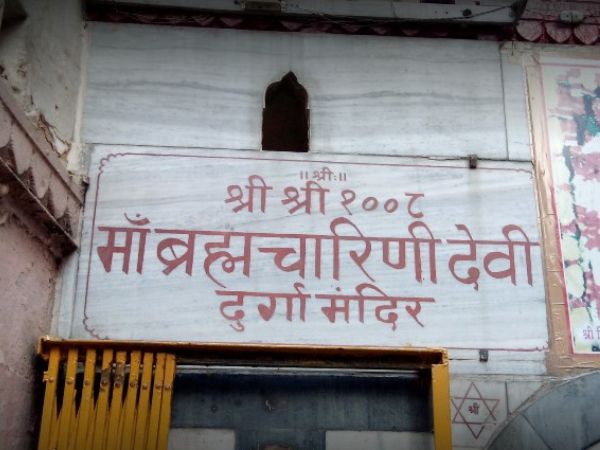 ॥श्रीः॥
श्री श्री १००८
माँ ब्रह्मचारिणी देवी
दुर्गा मंदिर
श्री
श्री